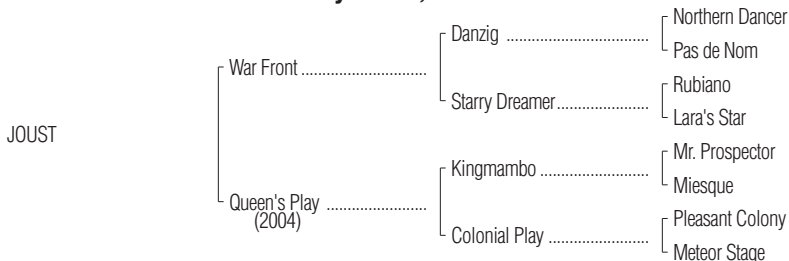 Northern Dancer
Danzig ................................
Pas de Nom
War Front ............................
Rubiano
Starry Dreamer.....................
Lara's Star
JOUST
Mr. Prospector
Kingmambo ........................
Miesque
Queen's Play ......................
(2004)
Pleasant Colony
Colonial Play .......................
Meteor Stage